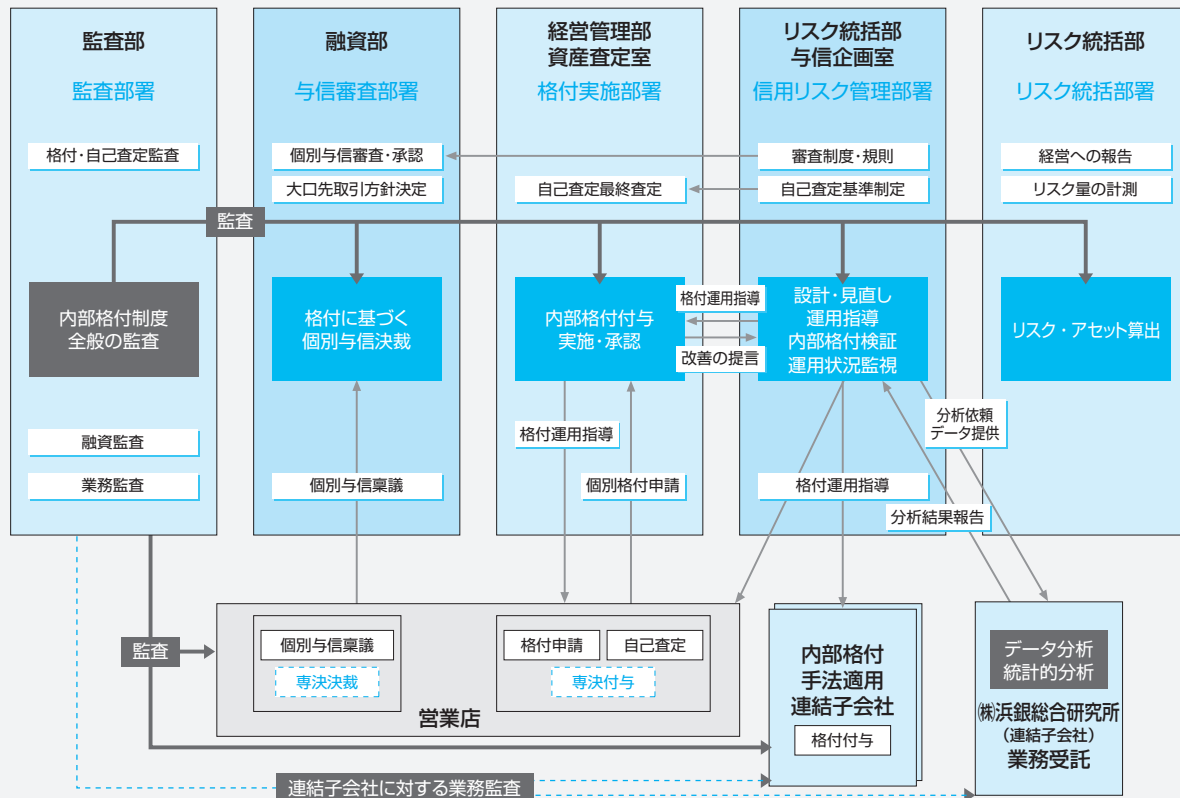 監査部
監査部署
格付・自己査定監査
内部格付制度
全般の監査
融資監査
業務監査
融資部
与信審査部署
個別与信審査・承認
大口先取引方針決定
格付に基づく
個別与信決裁
個別与信稟議
経営管理部
資産査定室
格付実施部署
自己査定最終査定
内部格付付与
実施・承認
格付運用指導
個別格付申請
格付運用指導
改善の提言
リスク統括部
与信企画室
信用リスク管理部署
審査制度・規則
自己査定基準制定
設計・見直し
運用指導
内部格付検証
運用状況監視
格付運用指導
リスク統括部
リスク統括部署
経営への報告
リスク量の計測
リスク・アセット算出
分析依頼
データ提供
分析結果報告
監査
監査
個別与信稟議
専決決裁
格付申請
自己査定
専決付与
営業店
内部格付
手法適用
連結子会社
格付付与
データ分析
統計的分析
㈱浜銀総合研究所
(連結子会社)
業務受託
連結子会社に対する業務監査